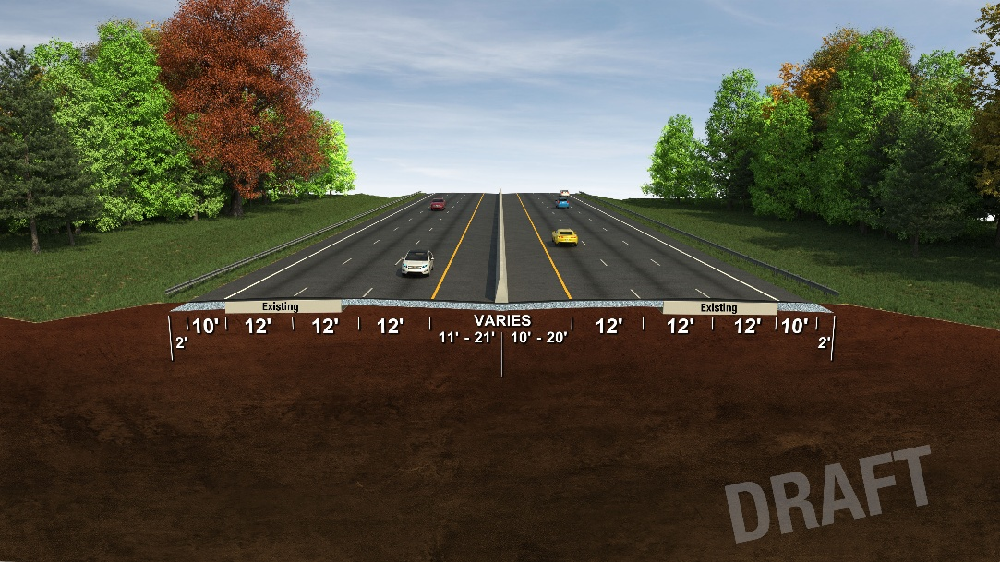 Existing Existing
10' 12' 12' 12' VARIES 12' 12' 12' 10'
2' 11' - 21' 10' - 20' 2'
DRAFT